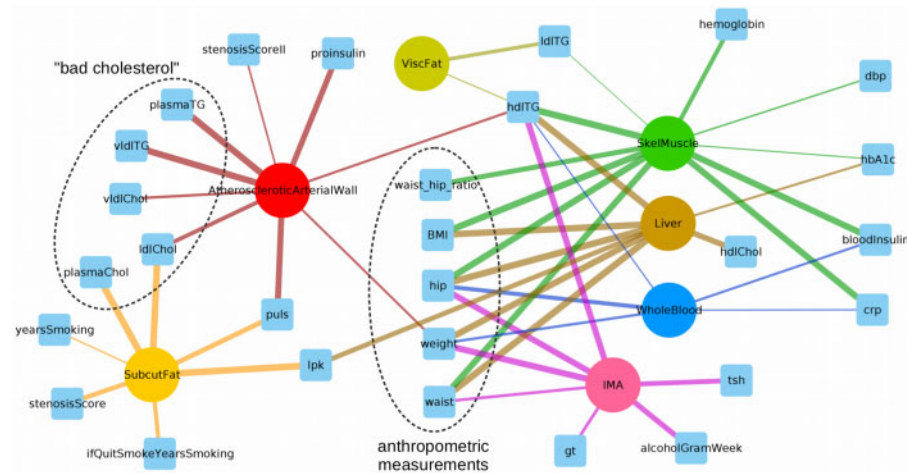 hemoglobin
stenosisScoreII
proinsulin
ldlTG
"bad cholesterol"
ViscFat
dbp
plasmaTG
hdlTG
vldlTG
SkelMuscle
hbA1c
waist_hip_ratio
AtheroscleroticArterialWall
vldlChol
Liver
BMI
bloodInsulin
ldlChol
hdlChol
plasmaChol
hip
puls
WholeBlood
crp
yearsSmoking
weight
lpk
SubcutFat
IMA
tsh
waist
stenosisScore
anthropometric
measurements
gt
alcoholGramWeek
ifQuitSmokeYearsSmoking